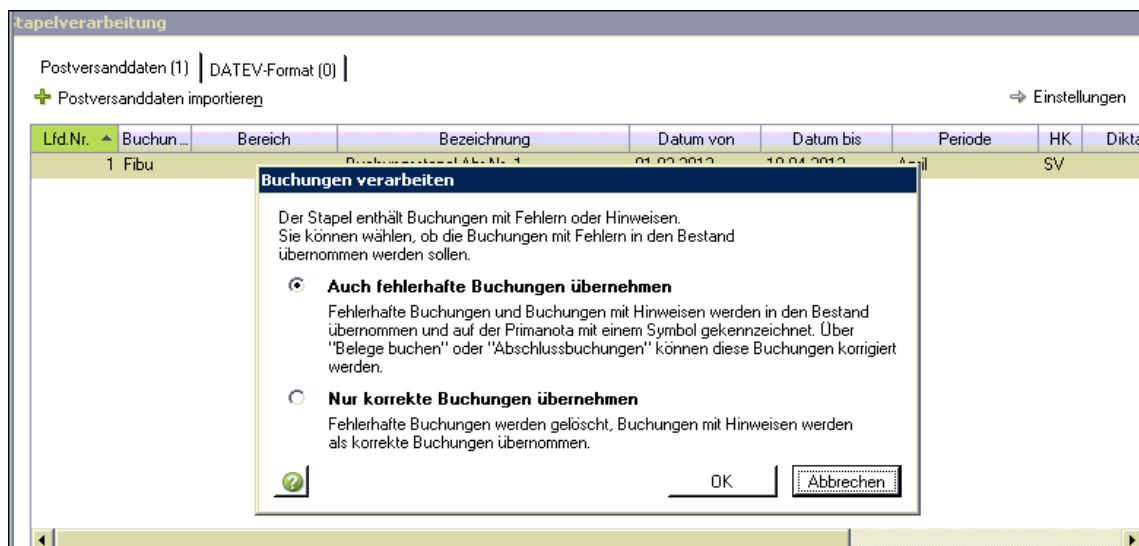 Stapelverarbeitung
Postversanddaten (1) DATEV-Format (0)
Postversanddaten importieren Einstellungen
Lfd.Nr. Buchun... Bereich Bezeichnung Datum von Datum bis Periode HK Dikta
1 Fibu April SV
Buchungen verarbeiten
Der Stapel enthält Buchungen mit Fehlern oder Hinweisen.
Sie können wählen, ob die Buchungen mit Fehlern in den Bestand
übernommen werden sollen.
Auch fehlerhafte Buchungen übernehmen
Fehlerhafte Buchungen und Buchungen mit Hinweisen werden in den Bestand
übernommen und auf der Primanota mit einem Symbol gekennzeichnet. Über
"Belege buchen" oder "Abschlussbuchungen" können diese Buchungen korrigiert
werden.
Nur korrekte Buchungen übernehmen
Fehlerhafte Buchungen werden gelöscht, Buchungen mit Hinweisen werden
als korrekte Buchungen übernommen.
OK Abbrechen